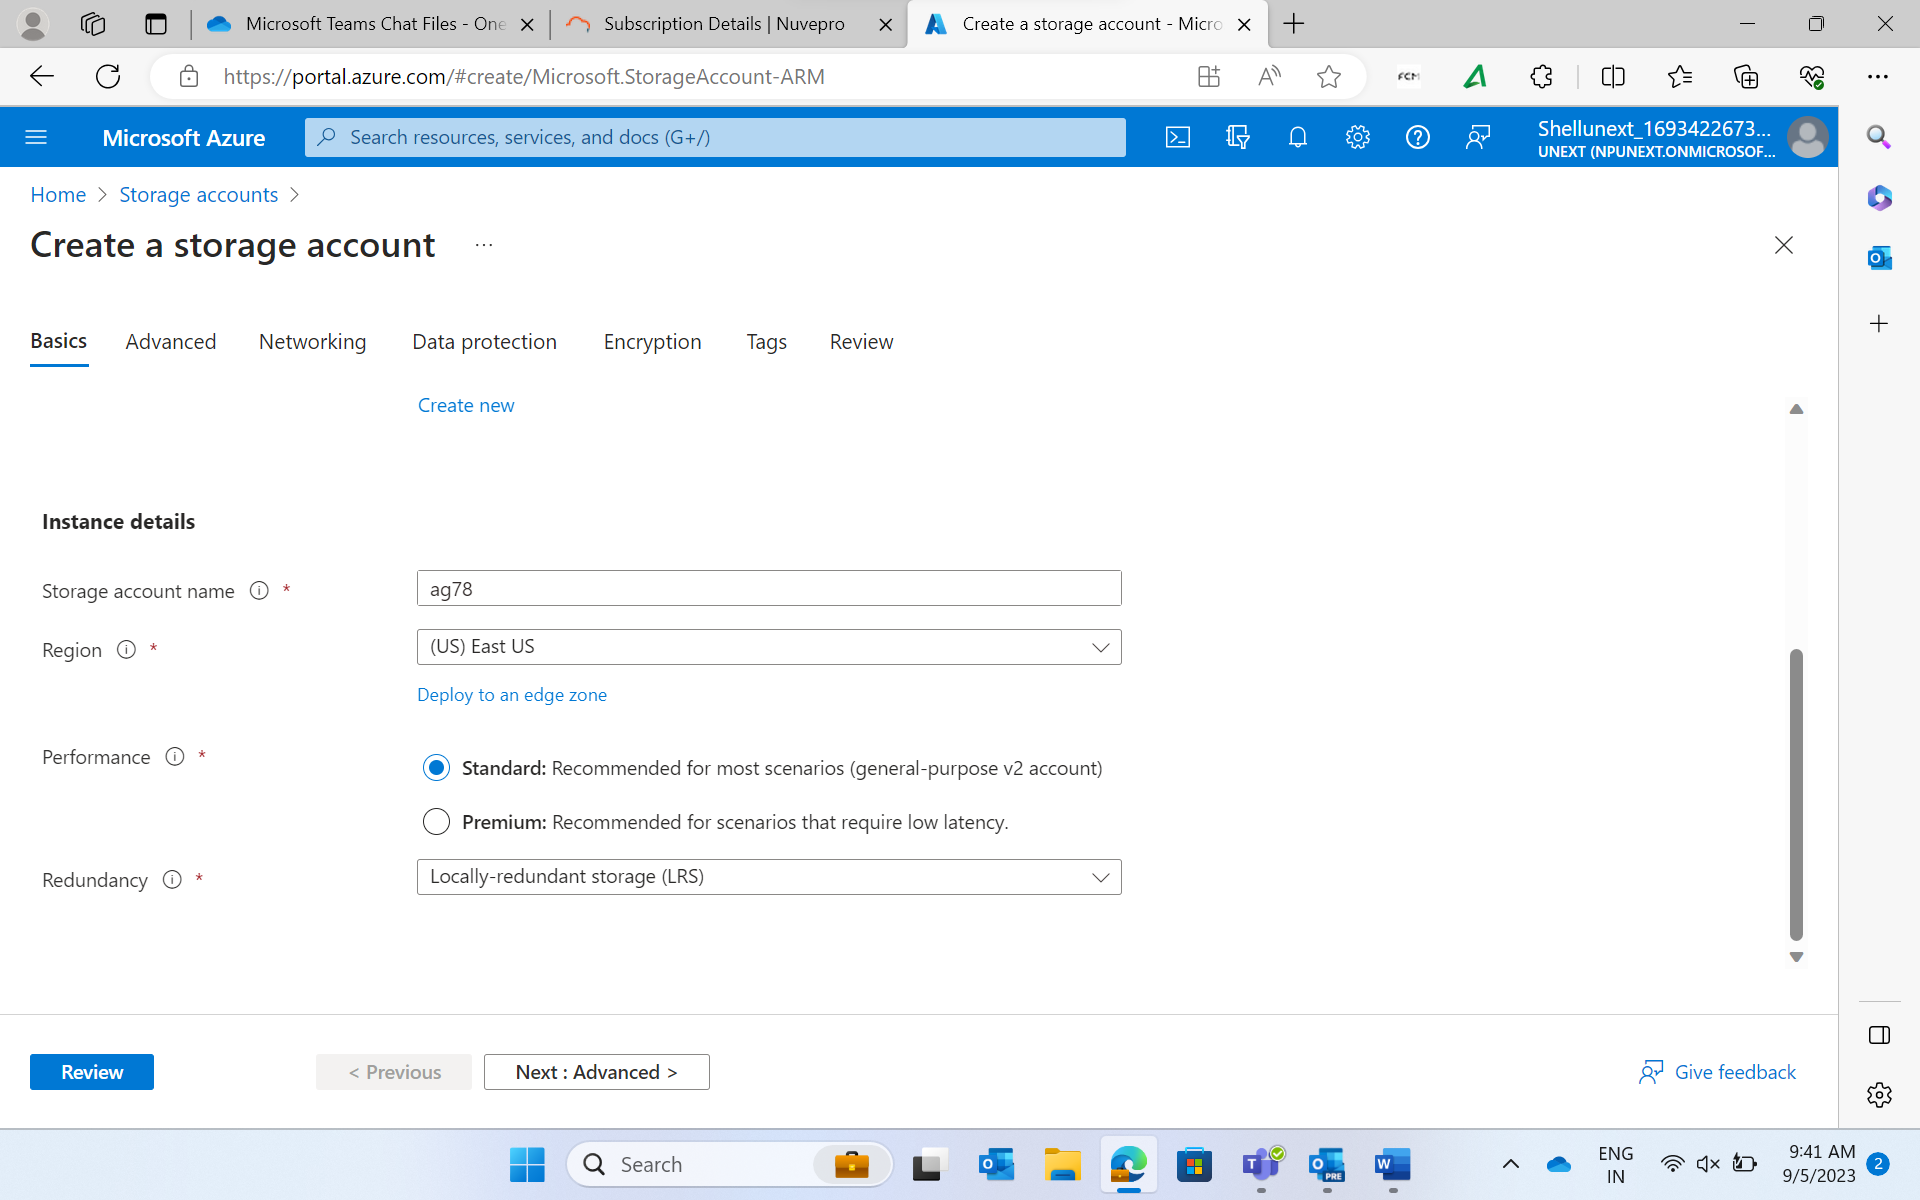 Microsoft Teams Chat Files - One
Subscription Details | Nuvepro
Create a storage account - Micro
https://portal.azure.com/#create/Microsoft.StorageAccount-ARM
FCM
Microsoft Azure
Search resources, services, and docs (G+/)
Shellunext_1693422673...
UNEXT (NPUNEXT.ONMICROSOF...
Home > Storage accounts >
Create a storage account ...
Basics Advanced Networking Data protection Encryption Tags Review
Create new
Instance details
Storage account name * ag78
Region * (US) East US
Deploy to an edge zone
Performance *
Standard: Recommended for most scenarios (general-purpose v2 account)
Premium: Recommended for scenarios that require low latency.
Redundancy * Locally-redundant storage (LRS)
Review < Previous Next : Advanced > Give feedback
Search
PRE
ENG
IN
9:41 AM
9/5/2023
2